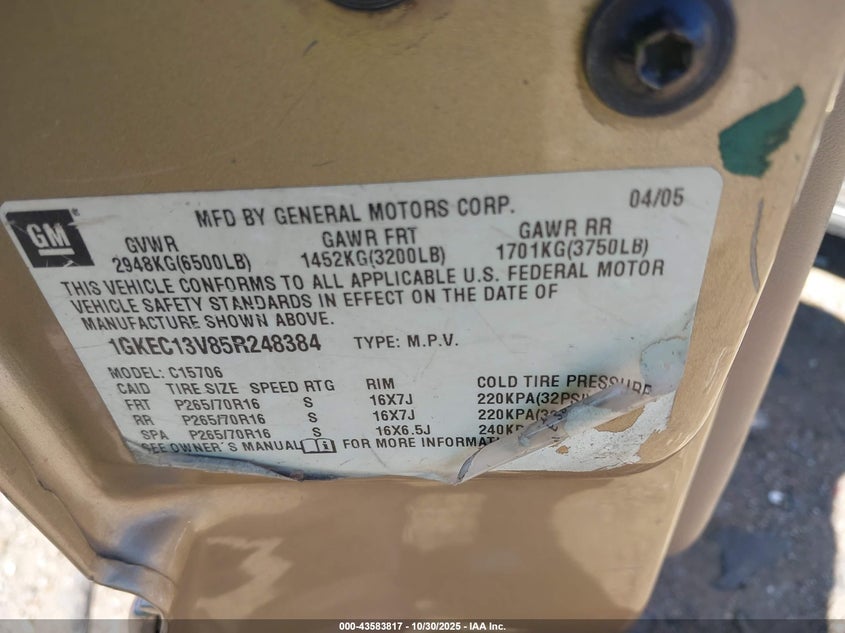 GM
MFD BY GENERAL MOTORS CORP. 04/05
GVWR GAWR FRT GAWR RR
2948KG(6500LB) 1452KG(3200LB) 1701KG(3750LB)
THIS VEHICLE CONFORMS TO ALL APPLICABLE U.S. FEDERAL MOTOR
VEHICLE SAFETY STANDARDS IN EFFECT ON THE DATE OF
MANUFACTURE SHOWN ABOVE.
1GKEC13V85R248384 TYPE: M.P.V.
MODEL: C15706
CAID TIRE SIZE SPEED RTG RIM COLD TIRE PRESSURE
FRT P265/70R16 S 16X7J 220KPA(32PSI)
RR P265/70R16 S 16X7J 220KPA(
SPA P265/70R16 S 16X6.5J 240
SEE OWNER'S MANUAL FOR MORE
000-43583817 • 10/30/2025 - IAA Inc.